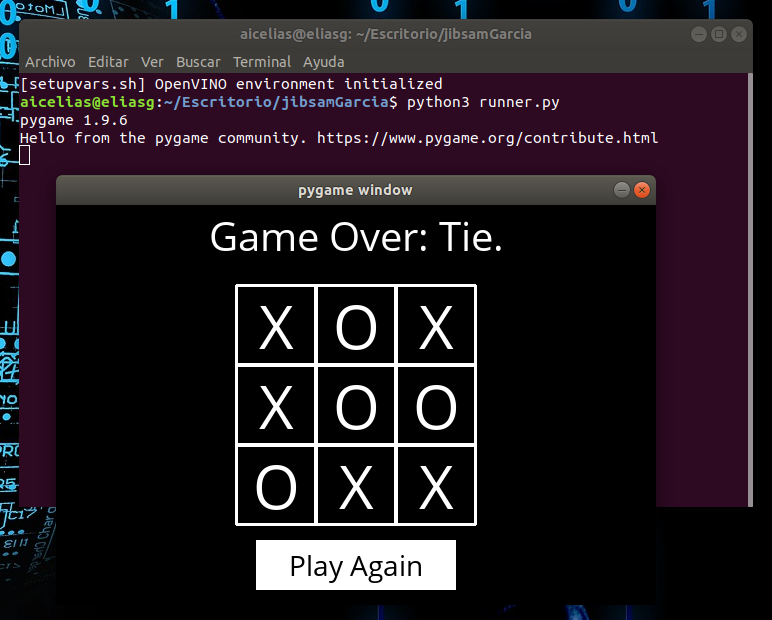 aicelias@eliasg: ~/Escritorio/jibsamGarcia
Archivo Editar Ver Buscar Terminal Ayuda
[setupvars.sh] OpenVINO environment initialized
aicelias@eliasg:~/Escritorio/jibsamGarcia$ python3 runner.py
pygame 1.9.6
Hello from the pygame community. https://www.pygame.org/contribute.html
pygame window
Game Over: Tie.
X O X
X O O
O X X
Play Again